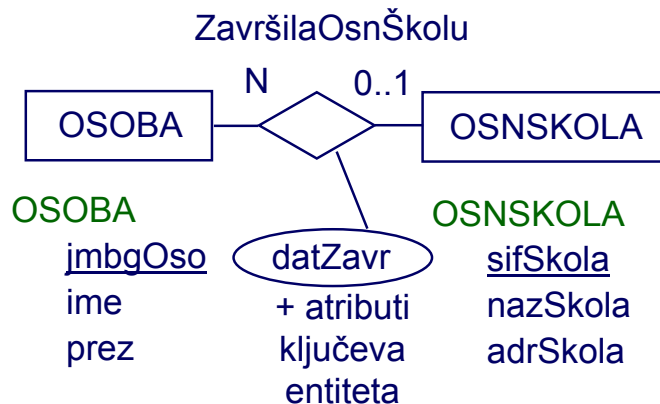 ZavršilaOsnŠkolu
N
0..1
OSOBA
OSNSKOLA
OSOBA
jmbgOso
ime
prez
datZavr
+ atributi
ključeva
entiteta
OSNSKOLA
sifSkola
nazSkola
adrSkola